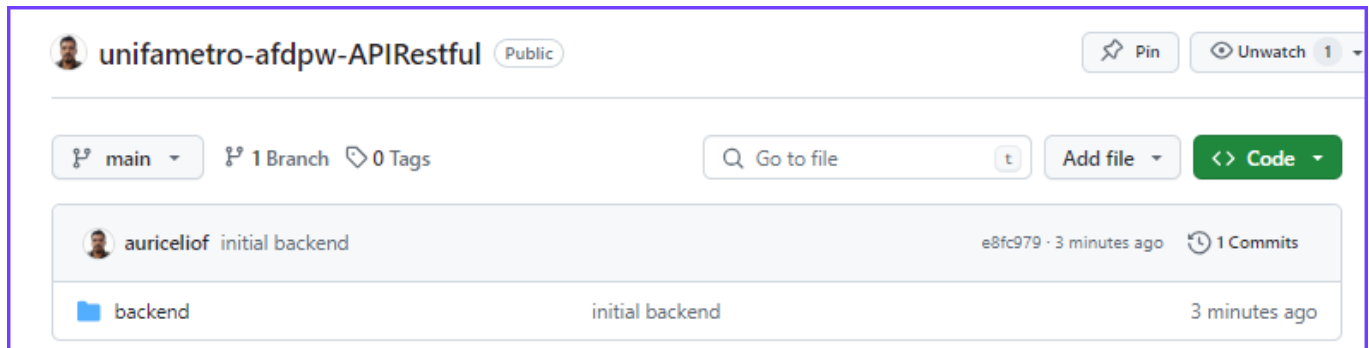 unifametro-afdpw-APIRestful Public Pin Unwatch 1
main 1 Branch 0 Tags Go to file t Add file Code
auriceliof initial backend e8fc979 · 3 minutes ago 1 Commits
backend initial backend 3 minutes ago